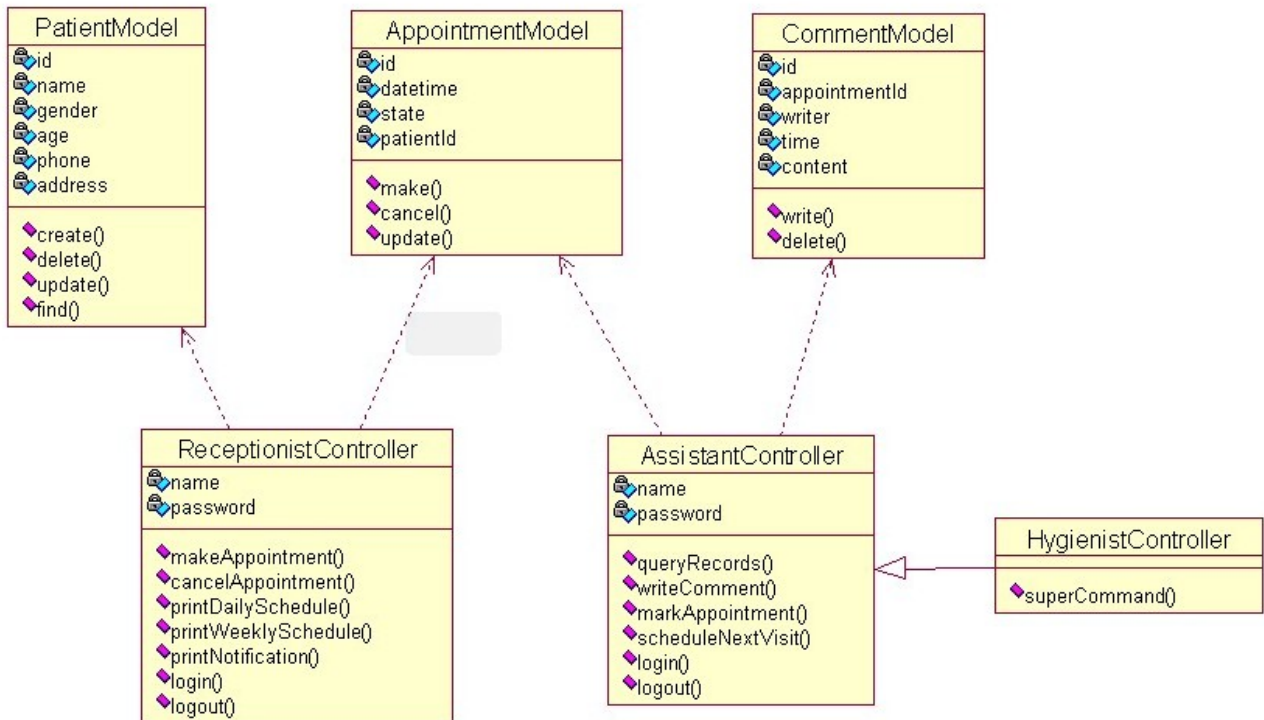 PatientModel
id
name
gender
age
phone
address
create()
delete()
update()
find()
AppointmentModel
id
datetime
state
patientId
make()
cancel()
update()
CommentModel
id
appointmentId
writer
time
content
write()
delete()
ReceptionistController
name
password
makeAppointment()
cancelAppointment()
printDailySchedule()
printWeeklySchedule()
printNotification()
login()
logout()
AssistantController
name
password
queryRecords()
writeComment()
markAppointment()
scheduleNextVisit()
login()
logout()
HygienistController
superCommand()